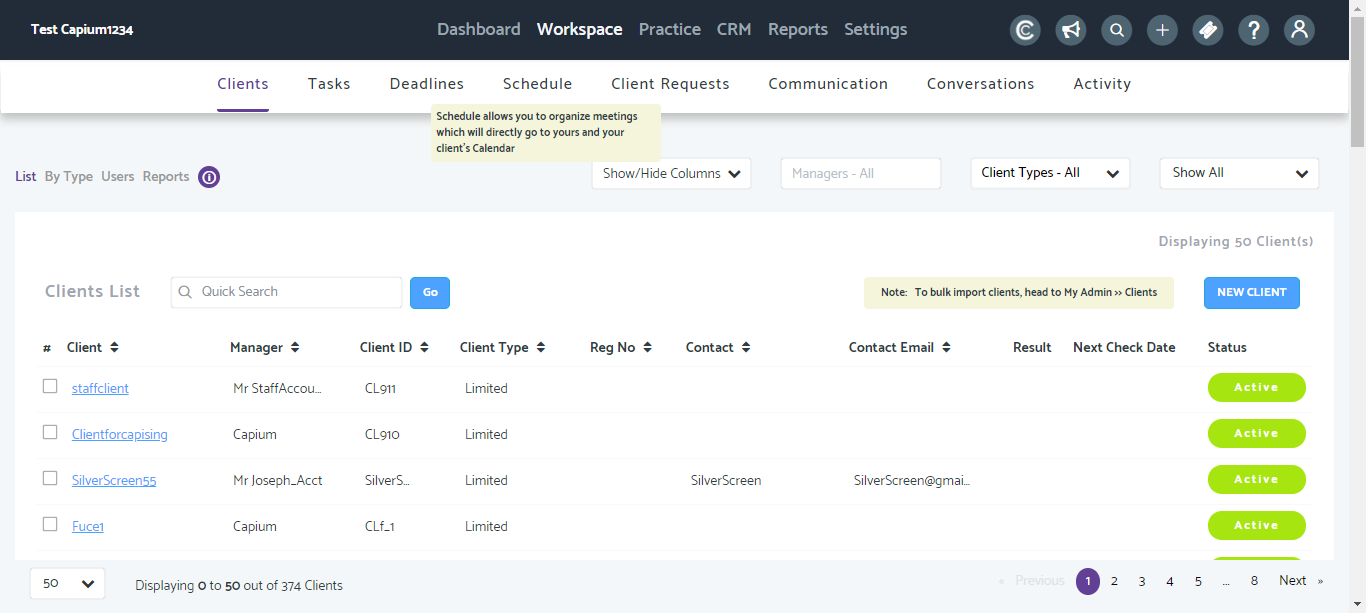 Test Capium1234
Dashboard Workspace Practice CRM Reports Settings
Clients Tasks Deadlines Schedule Client Requests Communication Conversations Activity
Schedule allows you to organize meetings
which will directly go to yours and your
client's Calendar
List By Type Users Reports
Show/Hide Columns Managers - All Client Types - All Show All
Displaying 50 Client(s)
Clients List Quick Search Go Note: To bulk import clients, head to My Admin >> Clients NEW CLIENT
# Client Manager Client ID Client Type Reg No Contact Contact Email Result Next Check Date Status
staffclient Mr StaffAccou... CL911 Limited Active
Clientforcapising Capium CL910 Limited Active
SilverScreen55 Mr Joseph_Acct SilverS... Limited SilverScreen SilverScreen@gmai... Active
Fuce1 Capium CLf_1 Limited Active
50 Displaying 0 to 50 out of 374 Clients « Previous 1 2 3 4 5 ... 8 Next »